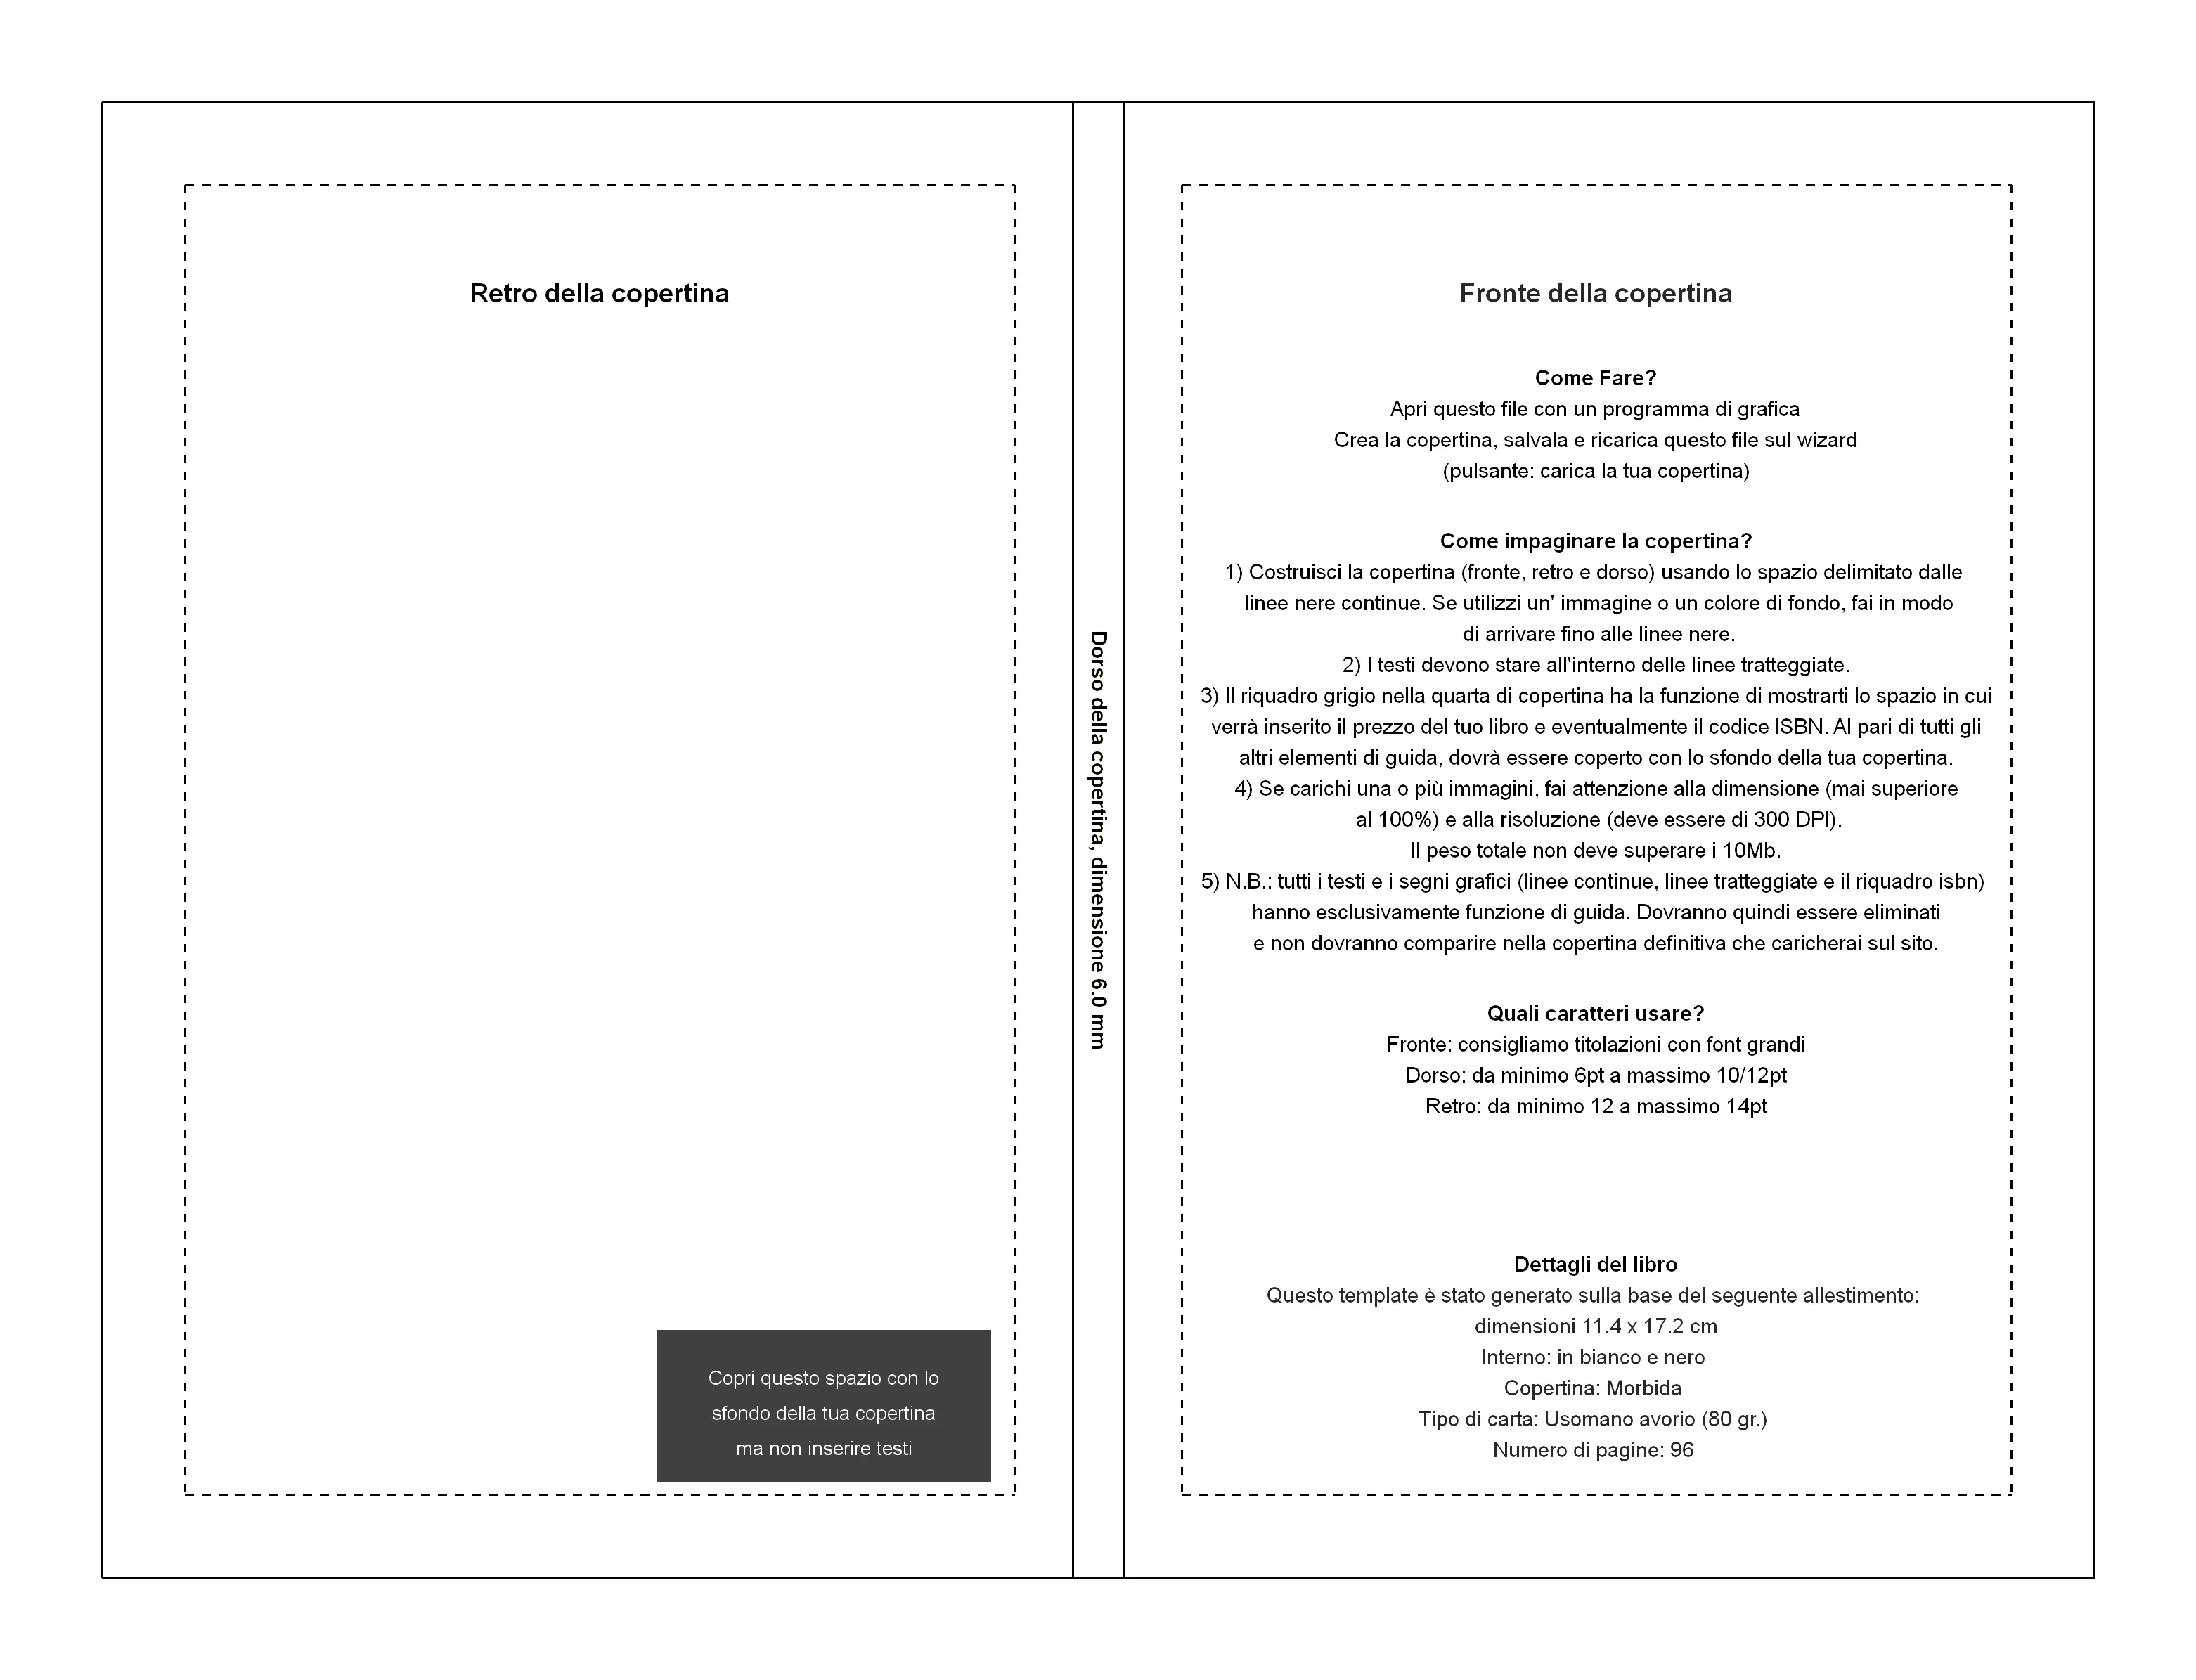 Retro della copertina
Copri questo spazio con lo
sfondo della tua copertina
ma non inserire testi
Dorso della copertina, dimensione 6.0 mm
Fronte della copertina
Come Fare?
Apri questo file con un programma di grafica
Crea la copertina, salvala e ricarica questo file sul wizard
(pulsante: carica la tua copertina)
Come impaginare la copertina?
1) Costruisci la copertina (fronte, retro e dorso) usando lo spazio delimitato dalle
linee nere continue. Se utilizzi un' immagine o un colore di fondo, fai in modo
di arrivare fino alle linee nere.
2) I testi devono stare all'interno delle linee tratteggiate.
3) Il riquadro grigio nella quarta di copertina ha la funzione di mostrarti lo spazio in cui
verrà inserito il prezzo del tuo libro e eventualmente il codice ISBN. Al pari di tutti gli
altri elementi di guida, dovrà essere coperto con lo sfondo della tua copertina.
4) Se carichi una o più immagini, fai attenzione alla dimensione (mai superiore
al 100%) e alla risoluzione (deve essere di 300 DPI).
Il peso totale non deve superare i 10Mb.
5) N.B.: tutti i testi e i segni grafici (linee continue, linee tratteggiate e il riquadro isbn)
hanno esclusivamente funzione di guida. Dovranno quindi essere eliminati
e non dovranno comparire nella copertina definitiva che caricherai sul sito.
Quali caratteri usare?
Fronte: consigliamo titolazioni con font grandi
Dorso: da minimo 6pt a massimo 10/12pt
Retro: da minimo 12 a massimo 14pt
Dettagli del libro
Questo template è stato generato sulla base del seguente allestimento:
dimensioni 11.4 x 17.2 cm
Interno: in bianco e nero
Copertina: Morbida
Tipo di carta: Usomano avorio (80 gr.)
Numero di pagine: 96